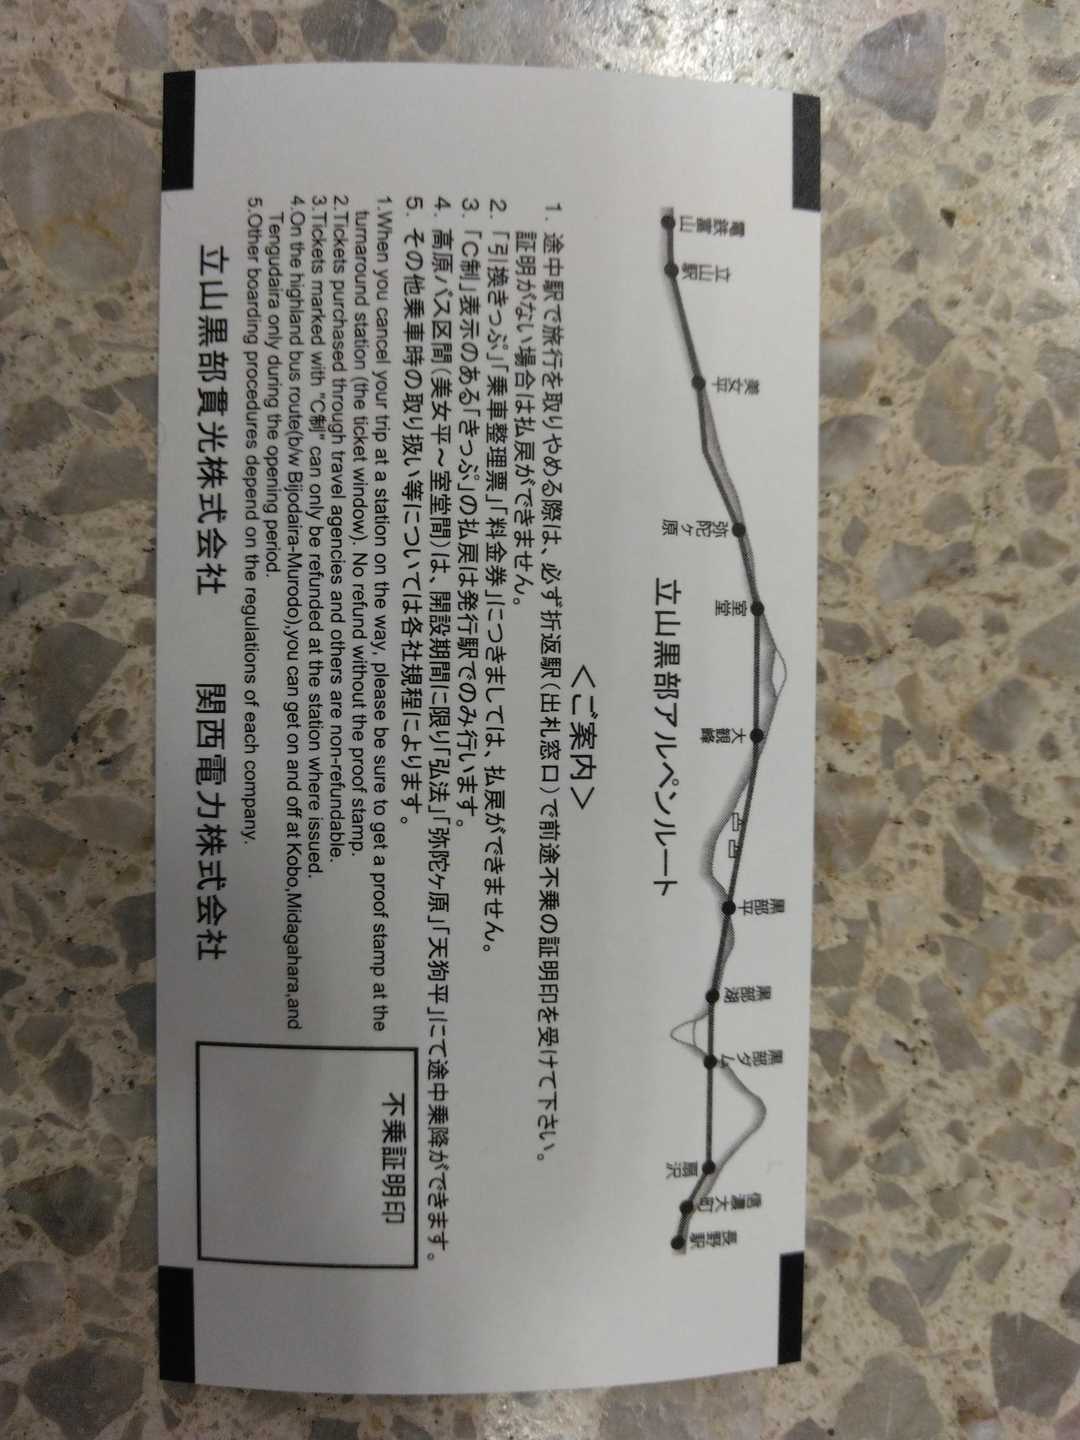 電鉄富山
立山駅
美女平
弥陀ヶ原
室堂
大観峰
黒部平
黒部湖
黒部ダム
扇沢
信濃大町
長野駅
立山黒部アルペンルート
<ご案内>
1. 途中駅で旅行を取りやめる際は、必ず折返駅(出札窓口)で前途不乗の証明印を受けて下さい。
証明がない場合は払戻ができません。
2. 「引換きっぷ」「乗車整理票」「料金券」につきましては、払戻ができません。
3. 「C制」表示のある「きっぷ」の払戻は発行駅でのみ行います。
4. 高原バス区間(美女平~室堂間)は、開設期間に限り「弘法」「弥陀ヶ原」「天狗平」にて途中乗降ができます。
5. その他乗車時の取り扱い等については各社規程によります。
1.When you cancel your trip at a station on the way, please be sure to get a proof stamp at the
turnaround station (the ticket window). No refund without the proof stamp.
2.Tickets purchased through travel agencies and others are non-refundable.
3.Tickets marked with "C制" can only be refunded at the station where issued.
4.On the highland bus route(b/w Bijodaira-Murodo),you can get on and off at Kobo,Midagahara,and
Tengudaira only during the opening period.
5.Other boarding procedures depend on the regulations of each company.
立山黒部貫光株式会社 関西電力株式会社
不乗証明印